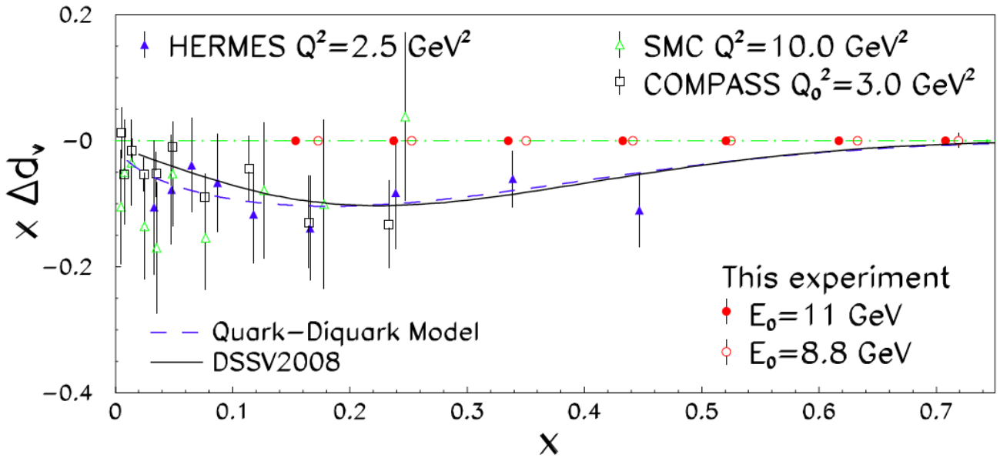 0.2
-0
-0.2
-0.4
x Δd_v
HERMES Q²=2.5 GeV²
SMC Q²=10.0 GeV²
COMPASS Q₀²=3.0 GeV²
This experiment
E₀=11 GeV
E₀=8.8 GeV
Quark-Diquark Model
DSSV2008
0 0.1 0.2 0.3 0.4 0.5 0.6 0.7
x